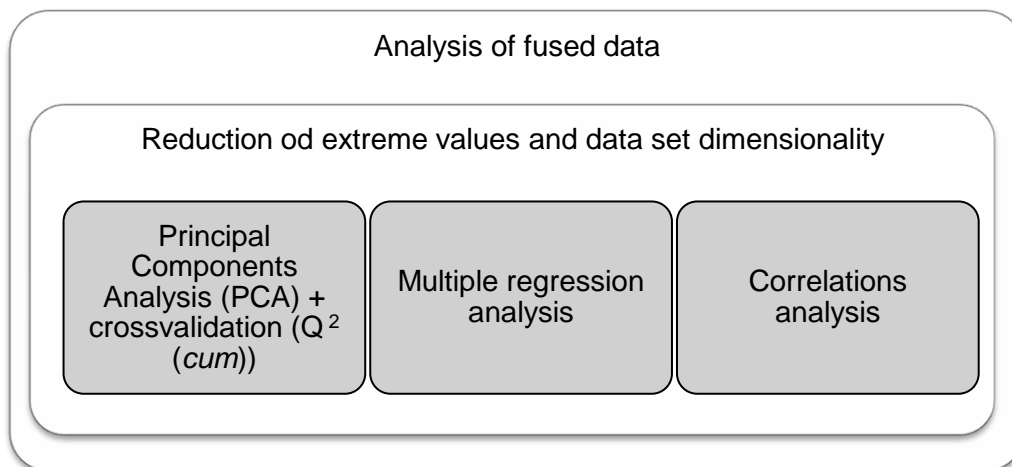 Analysis of fused data
Reduction od extreme values and data set dimensionality
Principal
Components
Analysis (PCA) +
crossvalidation (Q²
(cum))
Multiple regression
analysis
Correlations
analysis